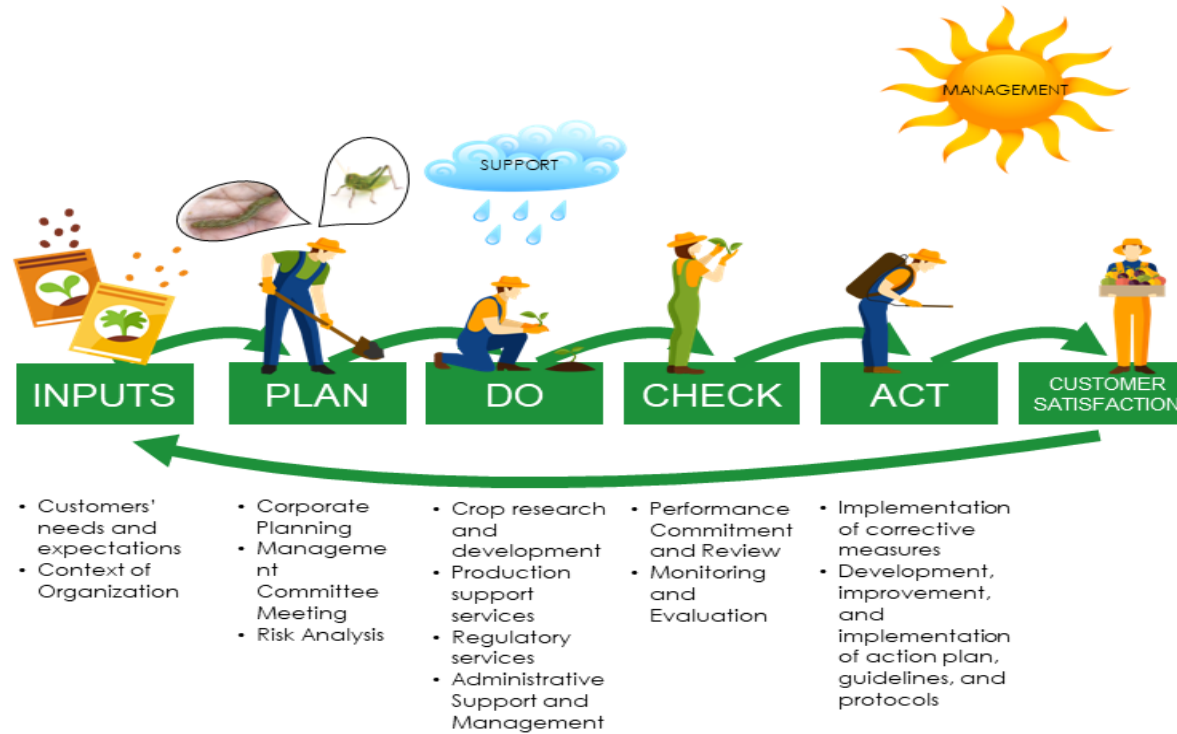 MANAGEMENT
SUPPORT
INPUTS
PLAN
DO
CHECK
ACT
CUSTOMER
SATISFACTION
• Customers'
needs and
expectations
• Context of
Organization
• Corporate
Planning
• Manageme
nt
Committee
Meeting
• Risk Analysis
• Crop research
and
development
• Production
support
services
• Regulatory
services
• Administrative
Support and
Management
• Performance
Commitment
and Review
• Monitoring
and
Evaluation
• Implementation
of corrective
measures
• Development,
improvement,
and
implementation
of action plan,
guidelines, and
protocols